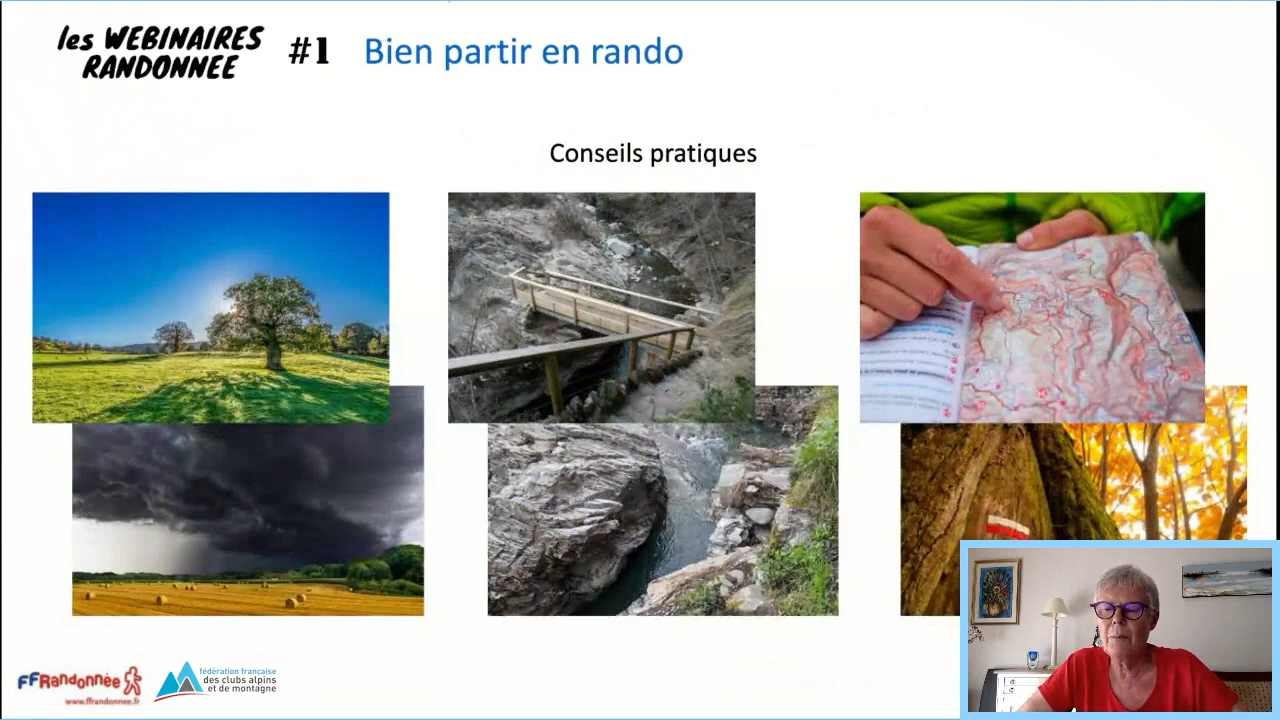 les WEBINAIRES
RANDONNEE
#1
Bien partir en rando
Conseils pratiques
FFRandonnée
www.ffrandonnee.fr
fédération française
des clubs alpins
et de montagne